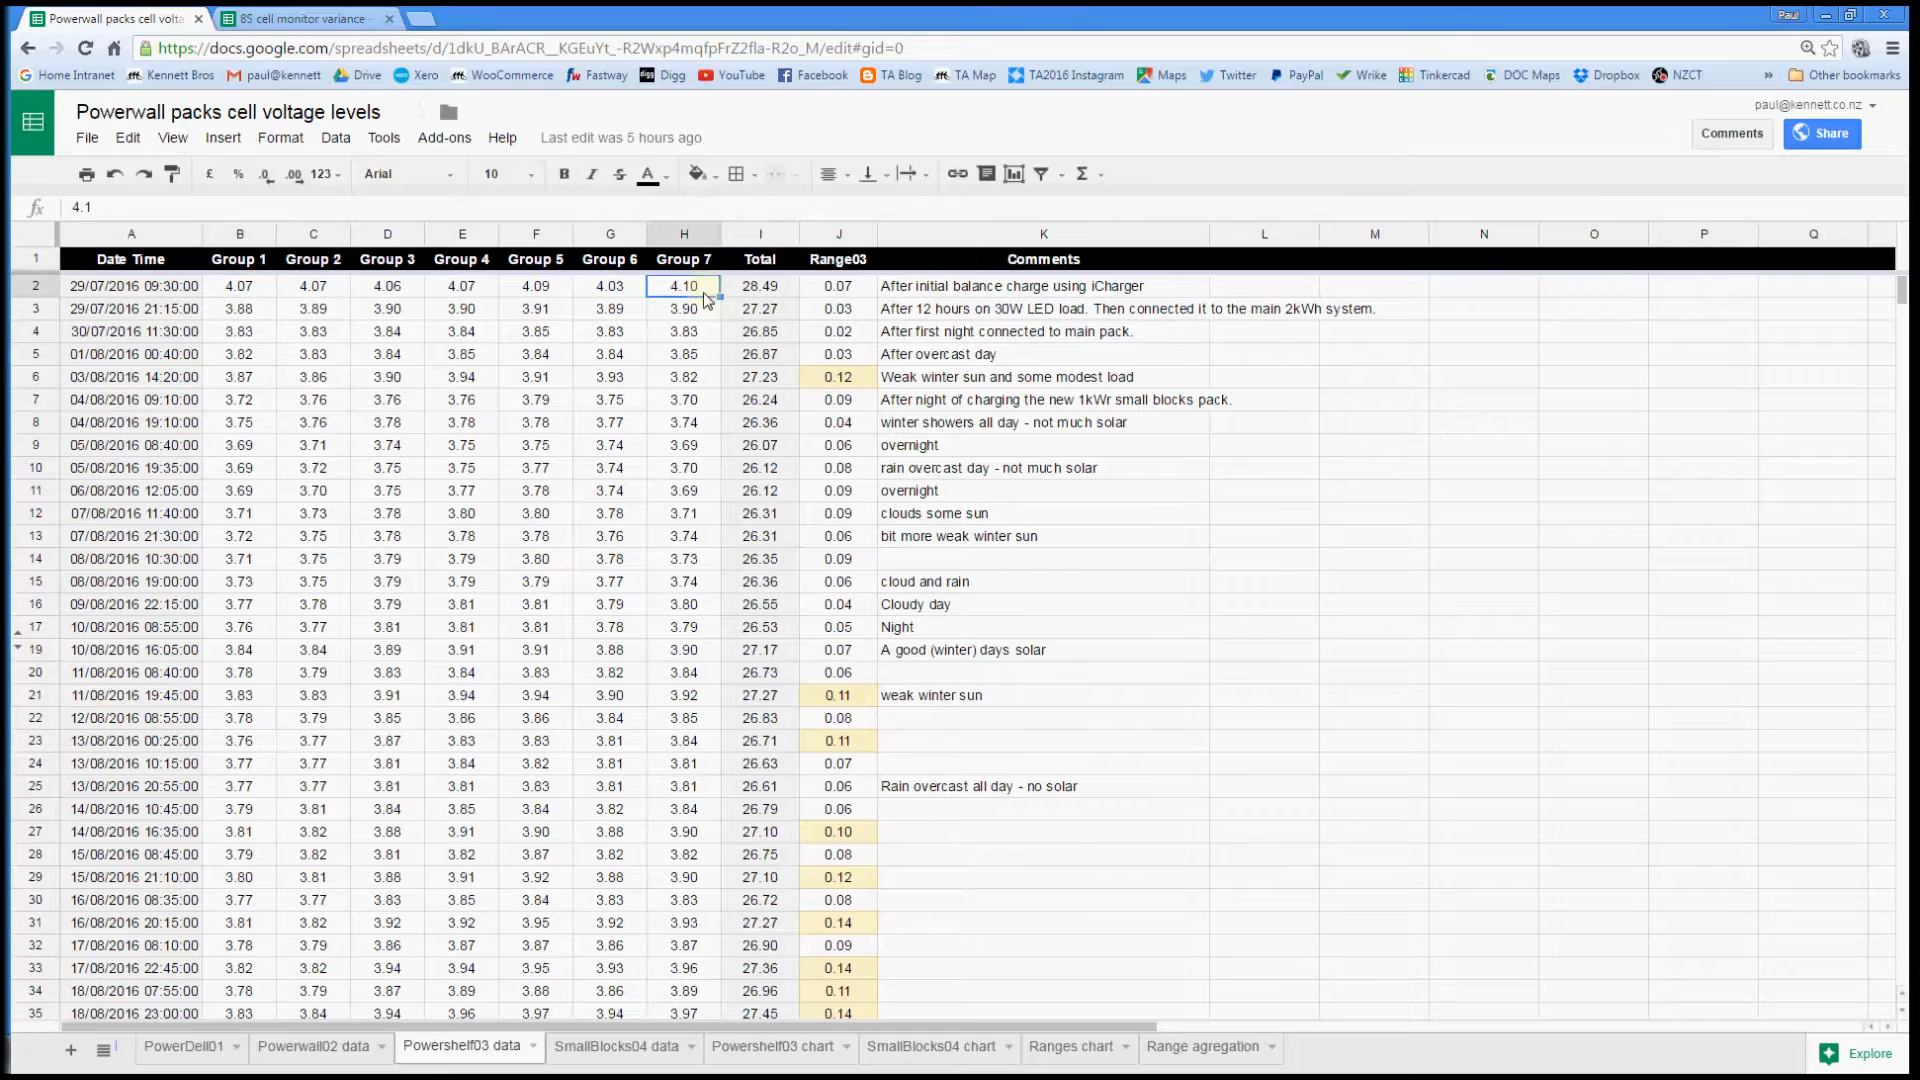 Powerwall packs cell volta
8S cell monitor variance
Paul
https://docs.google.com/spreadsheets/d/1dkU_BArACR__KGEuYt_-R2Wxp4mqfpFrZ2fla-R2o_M/edit#gid=0
Home Intranet Kennett Bros paul@kennett Drive Xero WooCommerce Fastway Digg YouTube Facebook TA Blog TA Map TA2016 Instagram Maps Twitter PayPal Wrike Tinkercad DOC Maps Dropbox NZCT » Other bookmarks
Powerwall packs cell voltage levels
paul@kennett.co.nz
File Edit View Insert Format Data Tools Add-ons Help Last edit was 5 hours ago
Comments Share
£ % .0 .00 123 Arial 10 B I S A Σ
fx 4.1
A B C D E F G H I J K L M N O P Q
1 Date Time Group 1 Group 2 Group 3 Group 4 Group 5 Group 6 Group 7 Total Range03 Comments
2 29/07/2016 09:30:00 4.07 4.07 4.06 4.07 4.09 4.03 4.10 28.49 0.07 After initial balance charge using iCharger
3 29/07/2016 21:15:00 3.88 3.89 3.90 3.90 3.91 3.89 3.90 27.27 0.03 After 12 hours on 30W LED load. Then connected it to the main 2kWh system.
4 30/07/2016 11:30:00 3.83 3.83 3.84 3.84 3.85 3.83 3.83 26.85 0.02 After first night connected to main pack.
5 01/08/2016 00:40:00 3.82 3.83 3.84 3.85 3.84 3.84 3.85 26.87 0.03 After overcast day
6 03/08/2016 14:20:00 3.87 3.86 3.90 3.94 3.91 3.93 3.82 27.23 0.12 Weak winter sun and some modest load
7 04/08/2016 09:10:00 3.72 3.76 3.76 3.76 3.79 3.75 3.70 26.24 0.09 After night of charging the new 1kWr small blocks pack.
8 04/08/2016 19:10:00 3.75 3.76 3.78 3.78 3.78 3.77 3.74 26.36 0.04 winter showers all day - not much solar
9 05/08/2016 08:40:00 3.69 3.71 3.74 3.75 3.75 3.74 3.69 26.07 0.06 overnight
10 05/08/2016 19:35:00 3.69 3.72 3.75 3.75 3.77 3.74 3.70 26.12 0.08 rain overcast day - not much solar
11 06/08/2016 12:05:00 3.69 3.70 3.75 3.77 3.78 3.74 3.69 26.12 0.09 overnight
12 07/08/2016 11:40:00 3.71 3.73 3.78 3.80 3.80 3.78 3.71 26.31 0.09 clouds some sun
13 07/08/2016 21:30:00 3.72 3.75 3.78 3.78 3.78 3.76 3.74 26.31 0.06 bit more weak winter sun
14 08/08/2016 10:30:00 3.71 3.75 3.79 3.79 3.80 3.78 3.73 26.35 0.09
15 08/08/2016 19:00:00 3.73 3.75 3.79 3.79 3.79 3.77 3.74 26.36 0.06 cloud and rain
16 09/08/2016 22:15:00 3.77 3.78 3.79 3.81 3.81 3.79 3.80 26.55 0.04 Cloudy day
17 10/08/2016 08:55:00 3.76 3.77 3.81 3.81 3.81 3.78 3.79 26.53 0.05 Night
19 10/08/2016 16:05:00 3.84 3.84 3.89 3.91 3.91 3.88 3.90 27.17 0.07 A good (winter) days solar
20 11/08/2016 08:40:00 3.78 3.79 3.83 3.84 3.83 3.82 3.84 26.73 0.06
21 11/08/2016 19:45:00 3.83 3.83 3.91 3.94 3.94 3.90 3.92 27.27 0.11 weak winter sun
22 12/08/2016 08:55:00 3.78 3.79 3.85 3.86 3.86 3.84 3.85 26.83 0.08
23 13/08/2016 00:25:00 3.76 3.77 3.87 3.83 3.83 3.81 3.84 26.71 0.11
24 13/08/2016 10:15:00 3.77 3.77 3.81 3.84 3.82 3.81 3.81 26.63 0.07
25 13/08/2016 20:55:00 3.77 3.77 3.81 3.81 3.83 3.81 3.81 26.61 0.06 Rain overcast all day - no solar
26 14/08/2016 10:45:00 3.79 3.81 3.84 3.85 3.84 3.82 3.84 26.79 0.06
27 14/08/2016 16:35:00 3.81 3.82 3.88 3.91 3.90 3.88 3.90 27.10 0.10
28 15/08/2016 08:45:00 3.79 3.82 3.81 3.82 3.87 3.82 3.82 26.75 0.08
29 15/08/2016 21:10:00 3.80 3.81 3.88 3.91 3.92 3.88 3.90 27.10 0.12
30 16/08/2016 08:35:00 3.77 3.77 3.83 3.85 3.84 3.83 3.83 26.72 0.08
31 16/08/2016 20:15:00 3.81 3.82 3.92 3.92 3.95 3.92 3.93 27.27 0.14
32 17/08/2016 08:10:00 3.78 3.79 3.86 3.87 3.87 3.86 3.87 26.90 0.09
33 17/08/2016 22:45:00 3.82 3.82 3.94 3.94 3.95 3.93 3.96 27.36 0.14
34 18/08/2016 07:55:00 3.78 3.79 3.87 3.89 3.88 3.86 3.89 26.96 0.11
35 18/08/2016 23:00:00 3.83 3.84 3.94 3.96 3.97 3.94 3.97 27.45 0.14
+ PowerDell01 Powerwall02 data Powershelf03 data SmallBlocks04 data Powershelf03 chart SmallBlocks04 chart Ranges chart Range agregation Explore